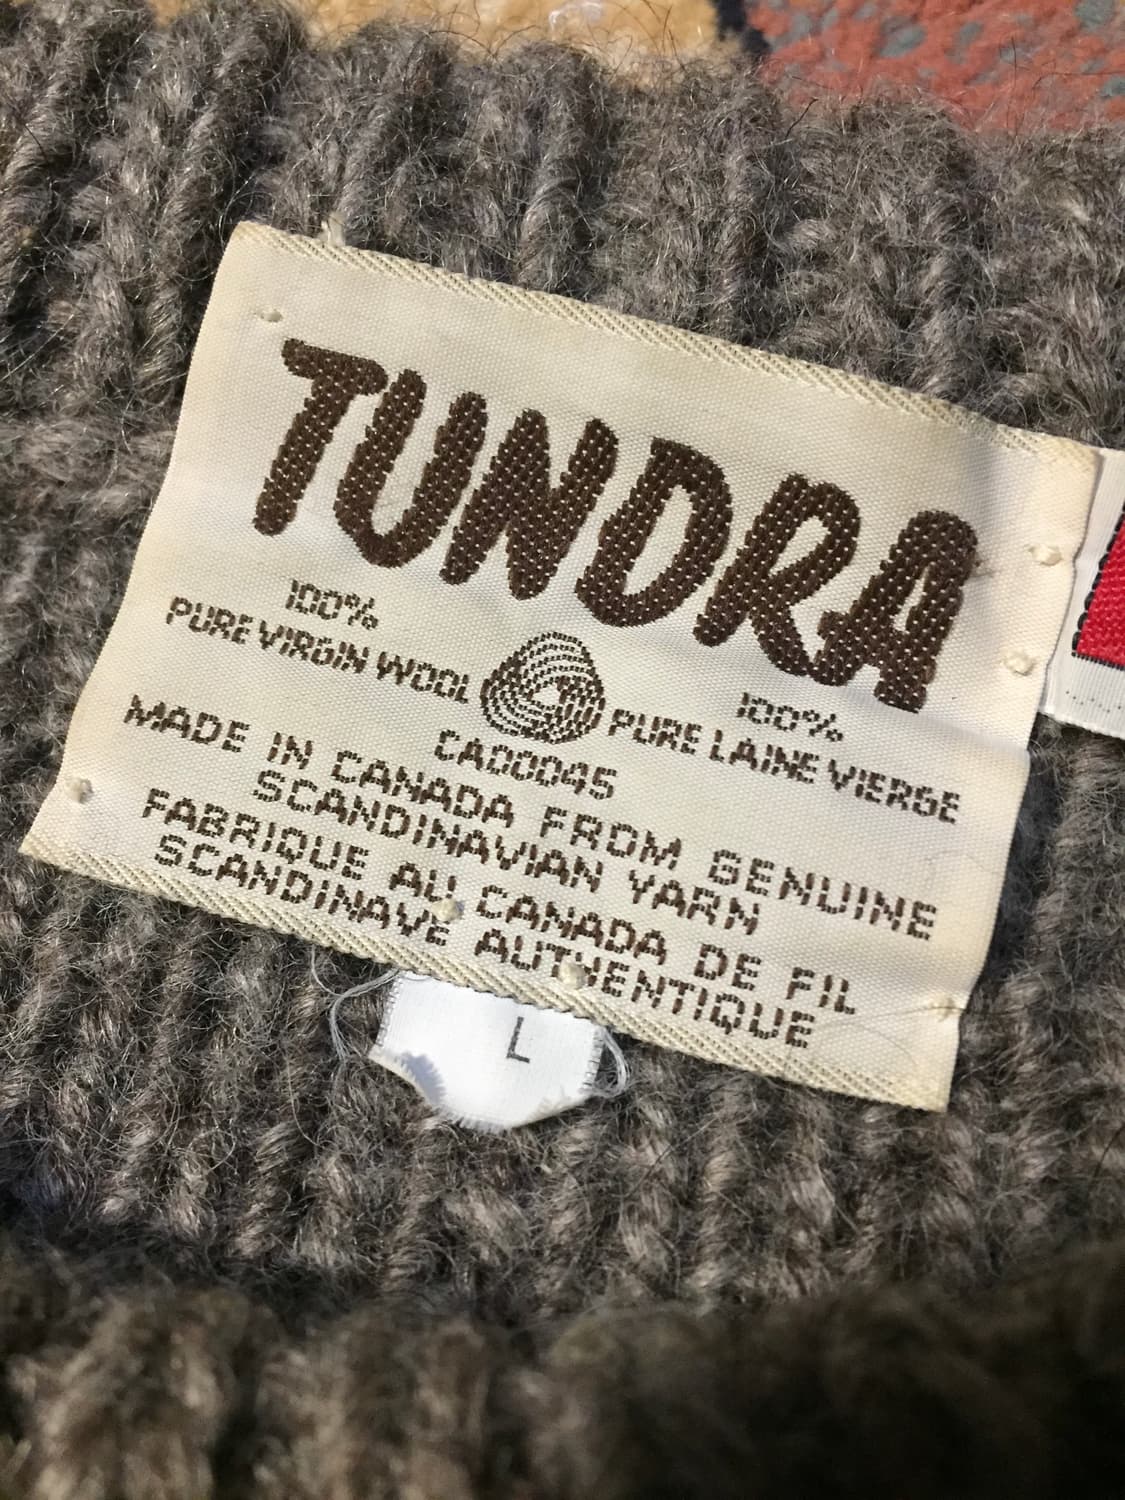 TUNDRA
100%
PURE VIRGIN WOOL
100%
PURE LAINE VIERGE
CA00045
MADE IN CANADA FROM GENUINE
SCANDINAVIAN YARN
FABRIQUE AU CANADA DE FIL
SCANDINAVE AUTHENTIQUE
L